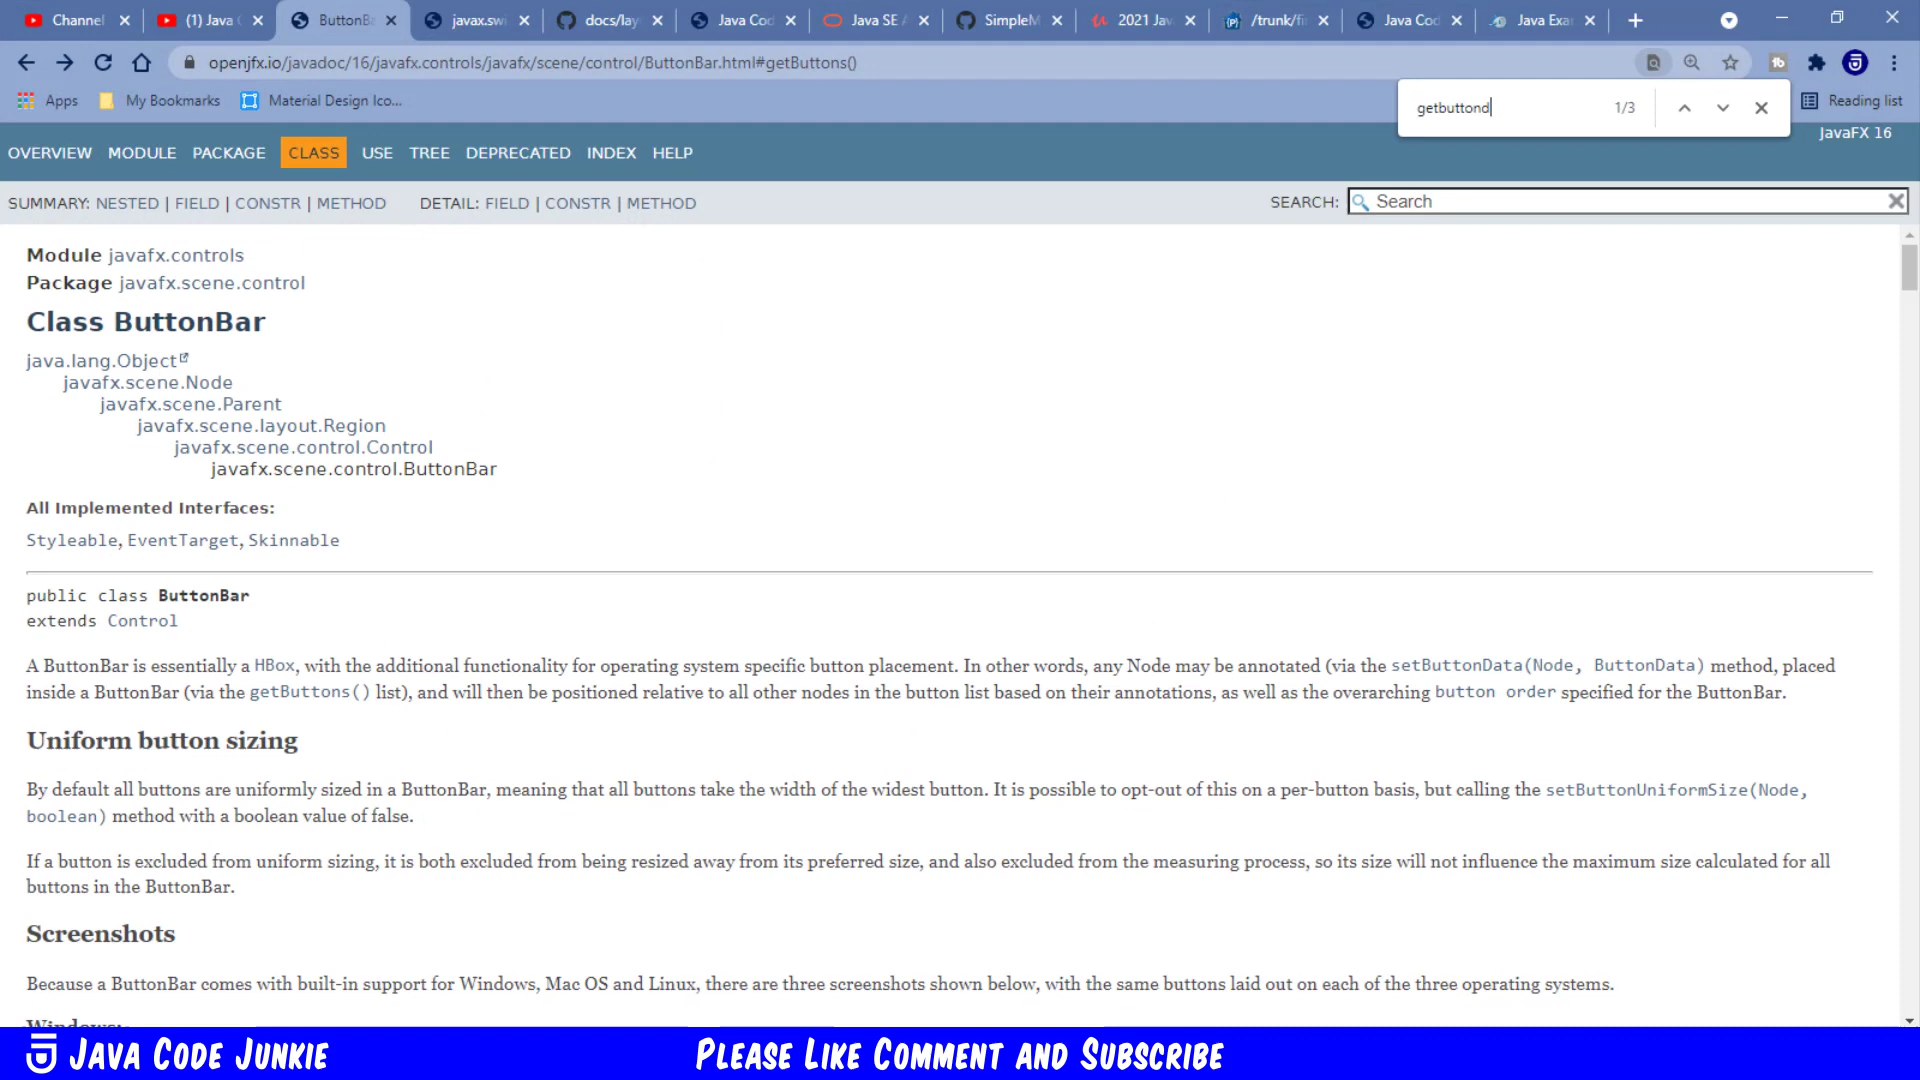 Channel
(1) Java
ButtonB
javax.swi
docs/lay
Java Cod
Java SE
SimpleM
2021 Jav
/trunk/fi
Java Cod
Java Exar
openjfx.io/javadoc/16/javafx.controls/javafx/scene/control/ButtonBar.html#getButtons()
Apps
My Bookmarks
Material Design Ico...
getbuttond
1/3
Reading list
OVERVIEW MODULE PACKAGE CLASS USE TREE DEPRECATED INDEX HELP
JavaFX 16
SUMMARY: NESTED | FIELD | CONSTR | METHOD DETAIL: FIELD | CONSTR | METHOD
SEARCH: Search
Module javafx.controls
Package javafx.scene.control
Class ButtonBar
java.lang.Object
javafx.scene.Node
javafx.scene.Parent
javafx.scene.layout.Region
javafx.scene.control.Control
javafx.scene.control.ButtonBar
All Implemented Interfaces:
Styleable, EventTarget, Skinnable
public class ButtonBar
extends Control
A ButtonBar is essentially a HBox, with the additional functionality for operating system specific button placement. In other words, any Node may be annotated (via the setButtonData(Node, ButtonData) method, placed
inside a ButtonBar (via the getButtons() list), and will then be positioned relative to all other nodes in the button list based on their annotations, as well as the overarching button order specified for the ButtonBar.
Uniform button sizing
By default all buttons are uniformly sized in a ButtonBar, meaning that all buttons take the width of the widest button. It is possible to opt-out of this on a per-button basis, but calling the setButtonUniformSize(Node,
boolean) method with a boolean value of false.
If a button is excluded from uniform sizing, it is both excluded from being resized away from its preferred size, and also excluded from the measuring process, so its size will not influence the maximum size calculated for all
buttons in the ButtonBar.
Screenshots
Because a ButtonBar comes with built-in support for Windows, Mac OS and Linux, there are three screenshots shown below, with the same buttons laid out on each of the three operating systems.
Windows:
Java Code Junkie
Please Like Comment and Subscribe